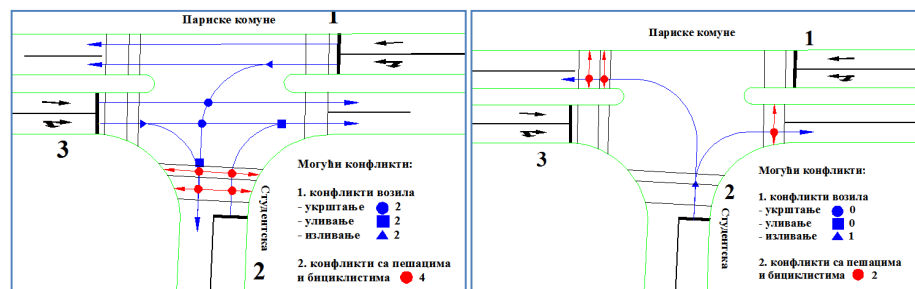 Париске комуне
1
3
Могући конфликти:
1. конфликти возила
- укрштање 2
- уливање 2
- изливање 2
2. конфликти са пешацима
и бициклистима 4
Студентска
2
Париске комуне
1
3
Могући конфликти:
1. конфликти возила
- укрштање 0
- уливање 0
- изливање 1
2. конфликти са пешацима
и бициклистима 2
2
Студентска